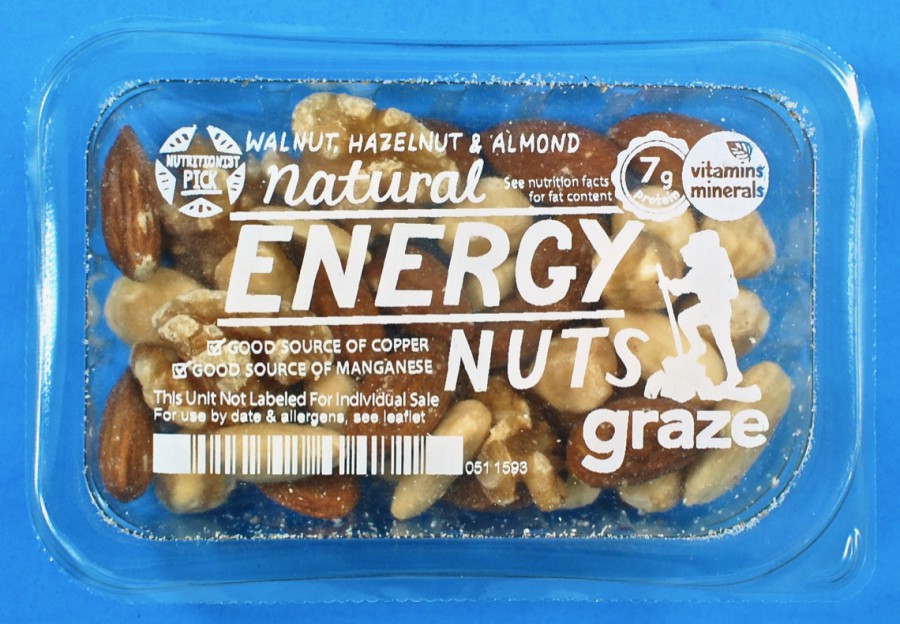 WALNUT, HAZELNUT & ALMOND
NUTRITIONIST
PICK
natural
See nutrition facts
for fat content
7g
protein
vitamins
minerals
ENERGY
NUTS
GOOD SOURCE OF COPPER
GOOD SOURCE OF MANGANESE
This Unit Not Labeled For Individual Sale
For use by date & allergens, see leaflet
051 1593
graze